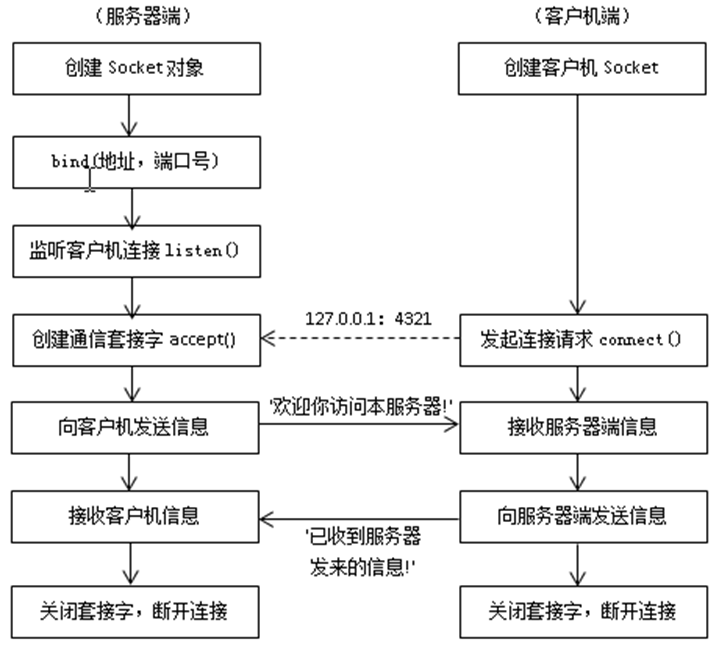 （服务器端）
（客户机端）
创建 Socket 对象
创建客户机 Socket
bind(地址，端口号)
监听客户机连接 listen()
创建通信套接字 accept()
127.0.0.1：4321
发起连接请求 connect()
向客户机发送信息
'欢迎你访问本服务器!'
接收服务器端信息
接收客户机信息
'已收到服务器
发来的信息!'
向服务器端发送信息
关闭套接字，断开连接
关闭套接字，断开连接